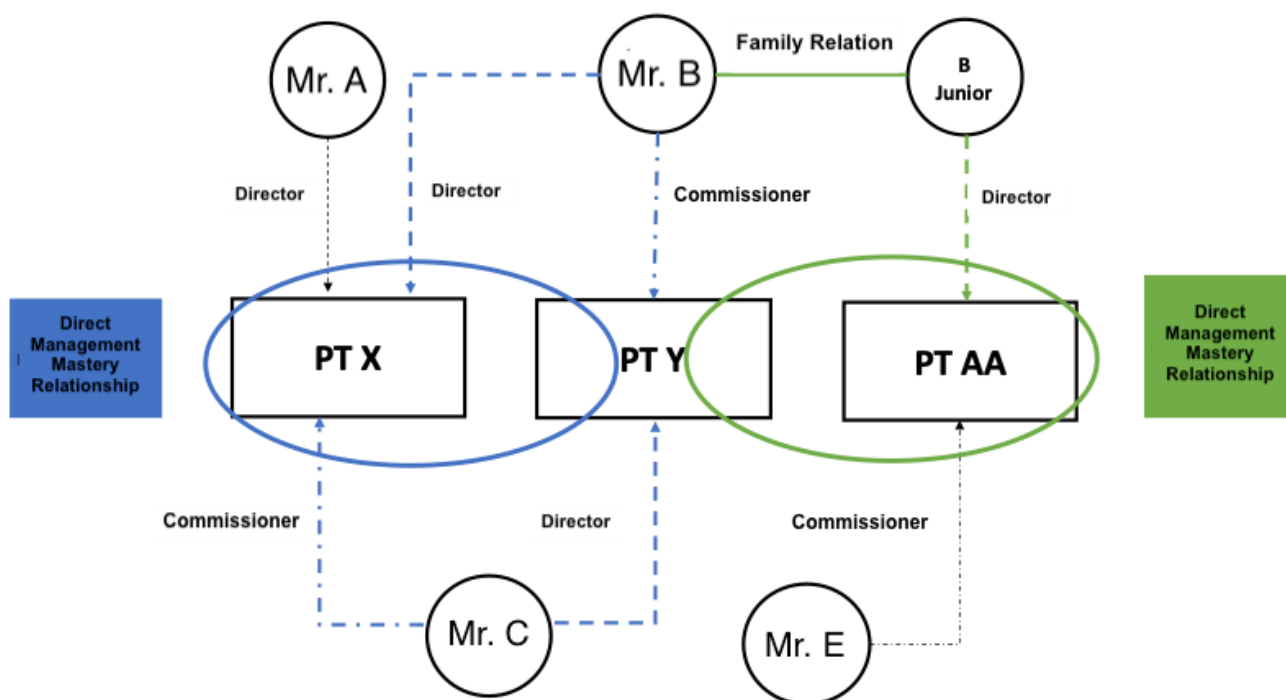 Family Relation
Mr. A
Mr. B
B
Junior
Director
Director
Commissioner
Director
Direct
Management
Mastery
Relationship
PT X
PT Y
PT AA
Direct
Management
Mastery
Relationship
Commissioner
Director
Commissioner
Mr. C
Mr. E